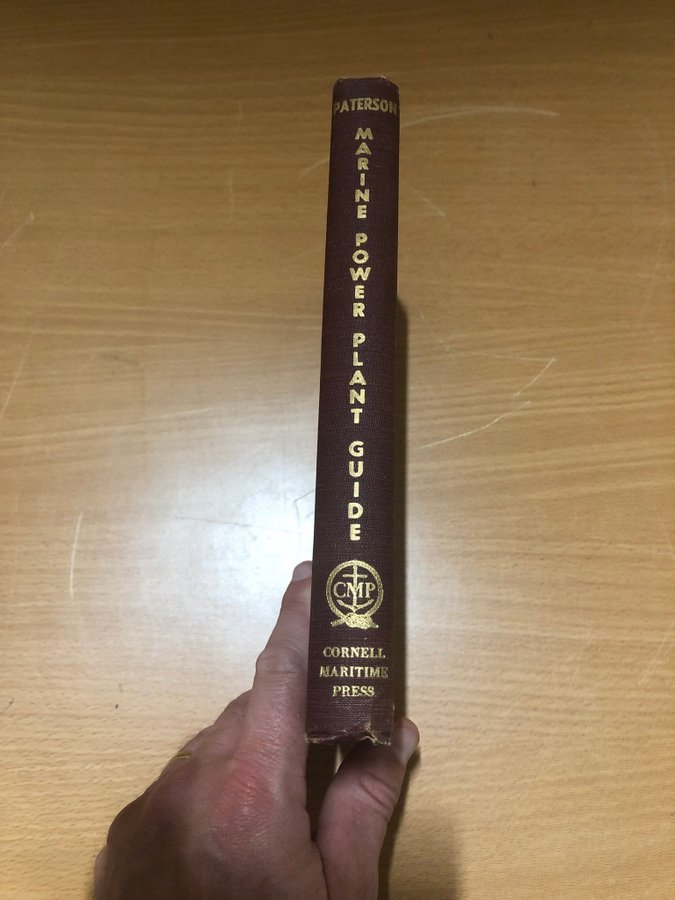 PATERSON
MARINE POWER PLANT GUIDE
CMP
CORNELL
MARITIME
PRESS